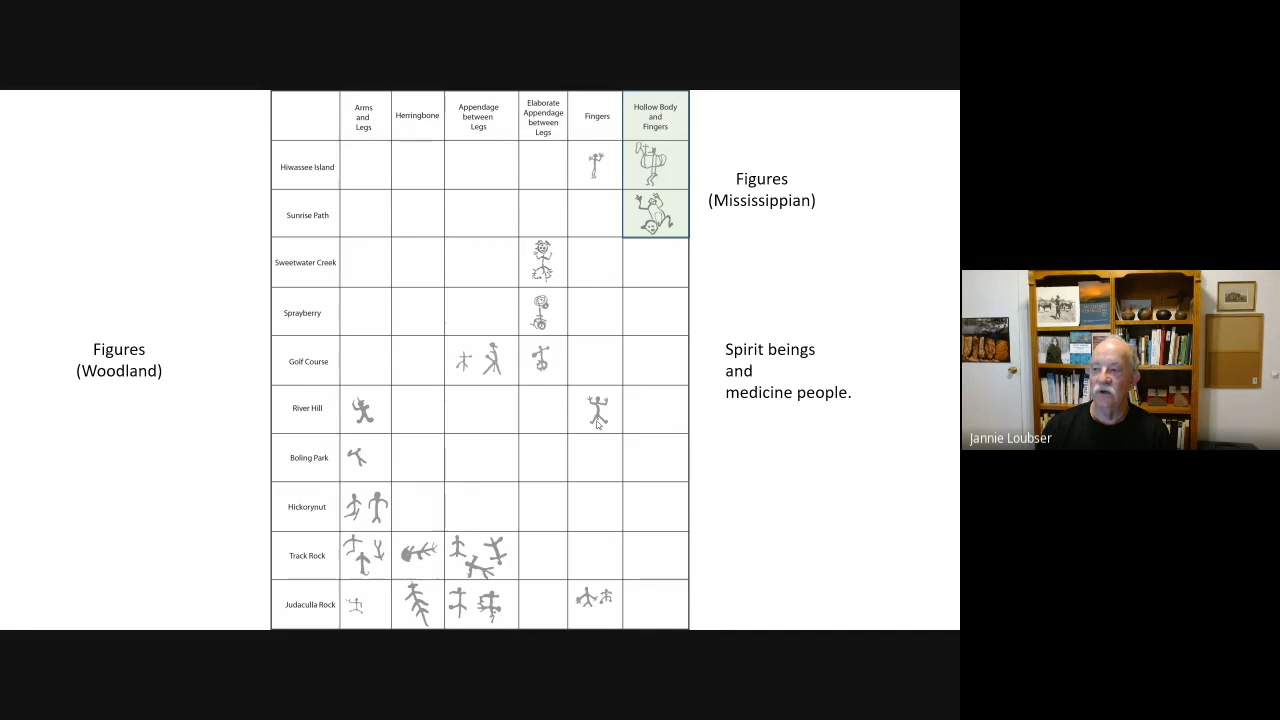 Arms
and
Legs
Herringbone
Appendage
between
Legs
Elaborate
Appendage
between
Legs
Fingers
Hollow Body
and
Fingers
Hiwassee Island
Sunrise Path
Sweetwater Creek
Sprayberry
Golf Course
River Hill
Boling Park
Hickorynut
Track Rock
Judaculla Rock
Figures
(Woodland)
Figures
(Mississippian)
Spirit beings
and
medicine people.
Jannie Loubser